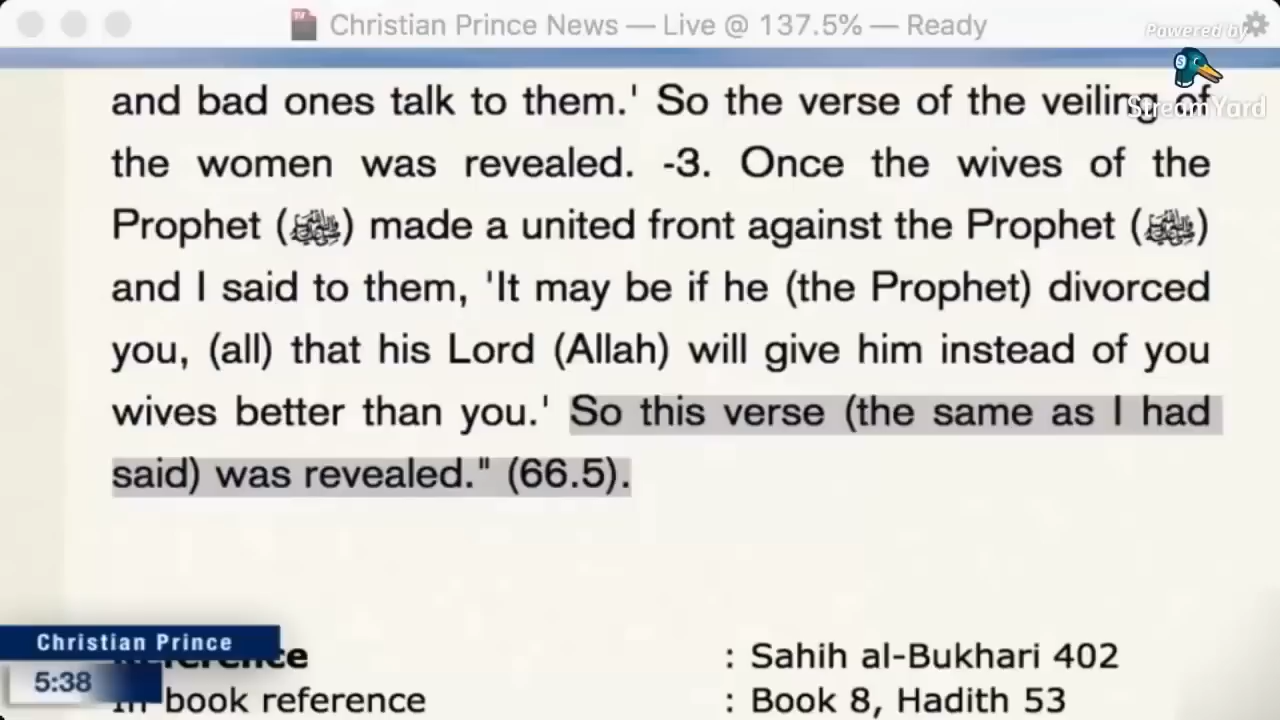 Christian Prince News — Live @ 137.5% — Ready
Powered by
StreamYard
and bad ones talk to them.' So the verse of the veiling of
the women was revealed. -3. Once the wives of the
Prophet (ﷺ) made a united front against the Prophet (ﷺ)
and I said to them, 'It may be if he (the Prophet) divorced
you, (all) that his Lord (Allah) will give him instead of you
wives better than you.' So this verse (the same as I had
said) was revealed." (66.5).
Christian Prince
Reference : Sahih al-Bukhari 402
5:38
In book reference : Book 8, Hadith 53